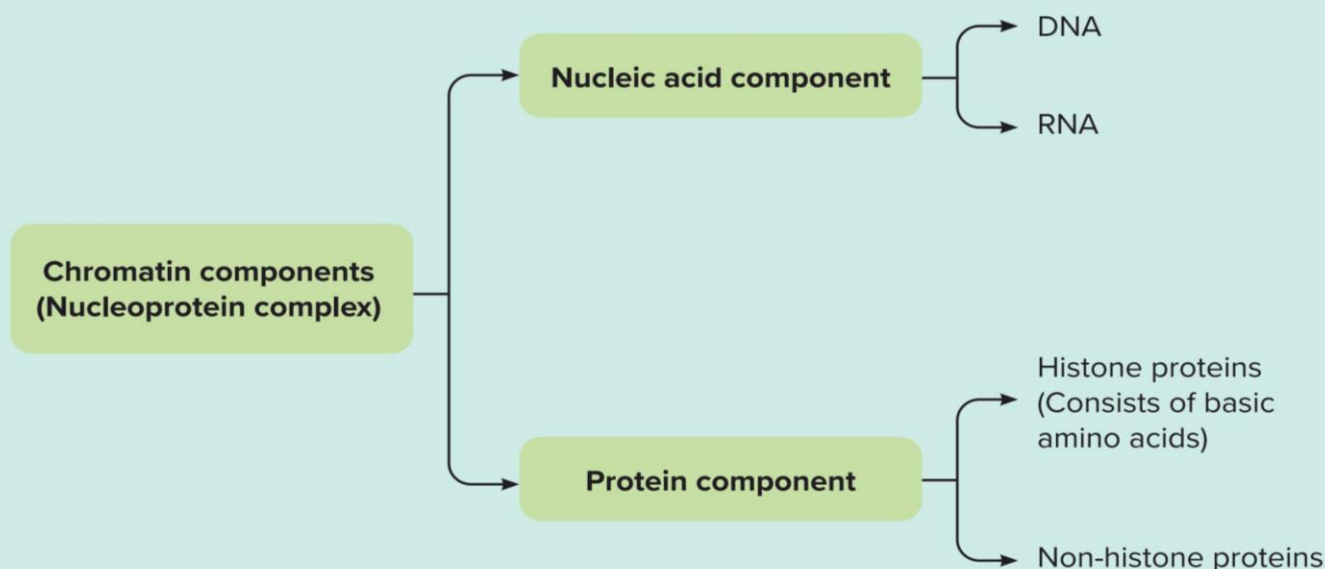 Chromatin components
(Nucleoprotein complex)
Nucleic acid component
DNA
RNA
Protein component
Histone proteins
(Consists of basic
amino acids)
Non-histone proteins